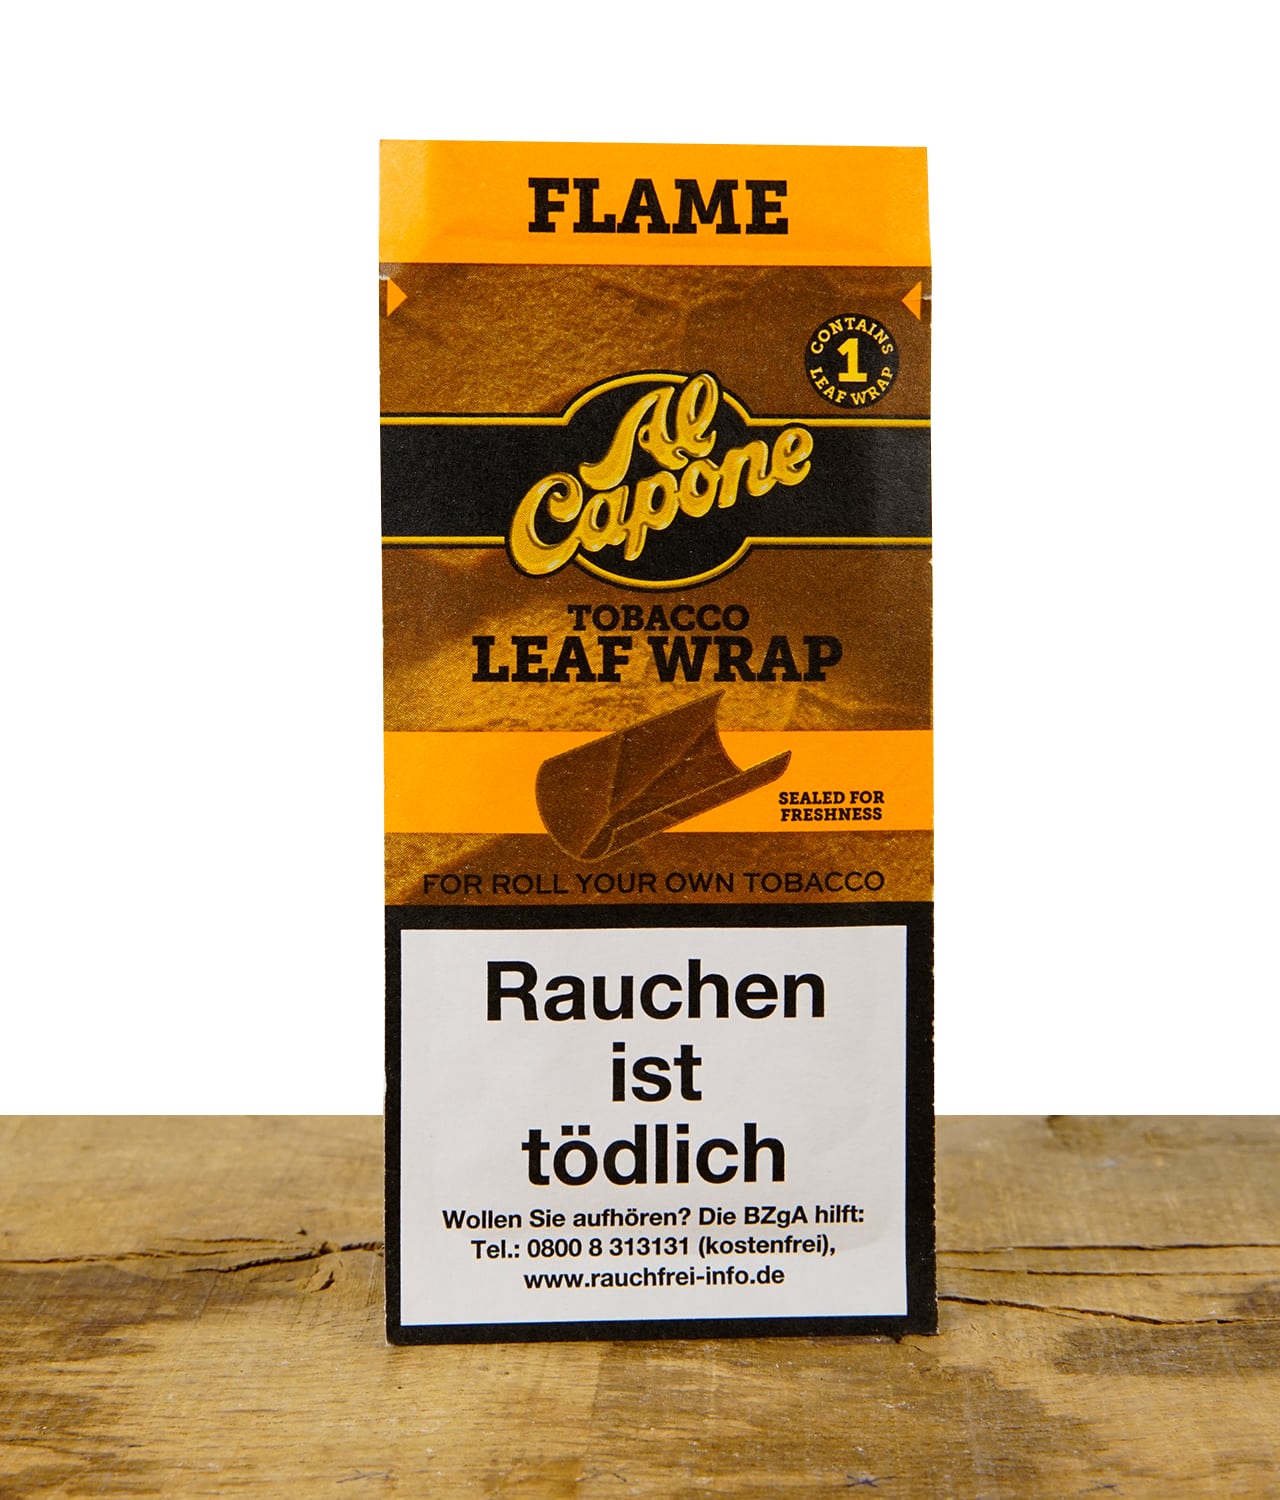 FLAME
CONTAINS
1
LEAF WRAP
Al
Capone
TOBACCO
LEAF WRAP
SEALED FOR
FRESHNESS
FOR ROLL YOUR OWN TOBACCO
Rauchen
ist
tödlich
Wollen Sie aufhören? Die BZgA hilft:
Tel.: 0800 8 313131 (kostenfrei),
www.rauchfrei-info.de